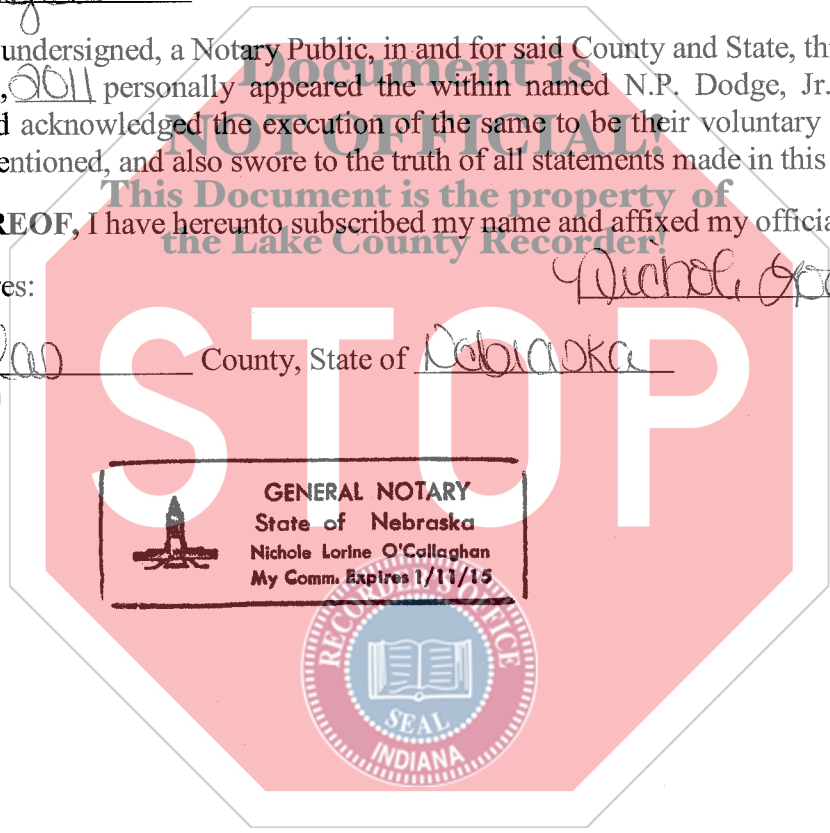 undersigned, a Notary Public, in and for said County and State, thi
, 2011 personally appeared the within named N.P. Dodge, Jr.
d acknowledged the execution of the same to be their voluntary
entioned, and also swore to the truth of all statements made in this
REOF, I have hereunto subscribed my name and affixed my officia
es:
Nichole
County, State of Nebraska
Document is
NOT OFFICIAL!
This Document is the property of
the Lake County Recorder!
STOP
GENERAL NOTARY
State of Nebraska
Nichole Lorine O'Callaghan
My Comm. Expires 1/11/15
RECORDER'S OFFICE
SEAL
INDIANA